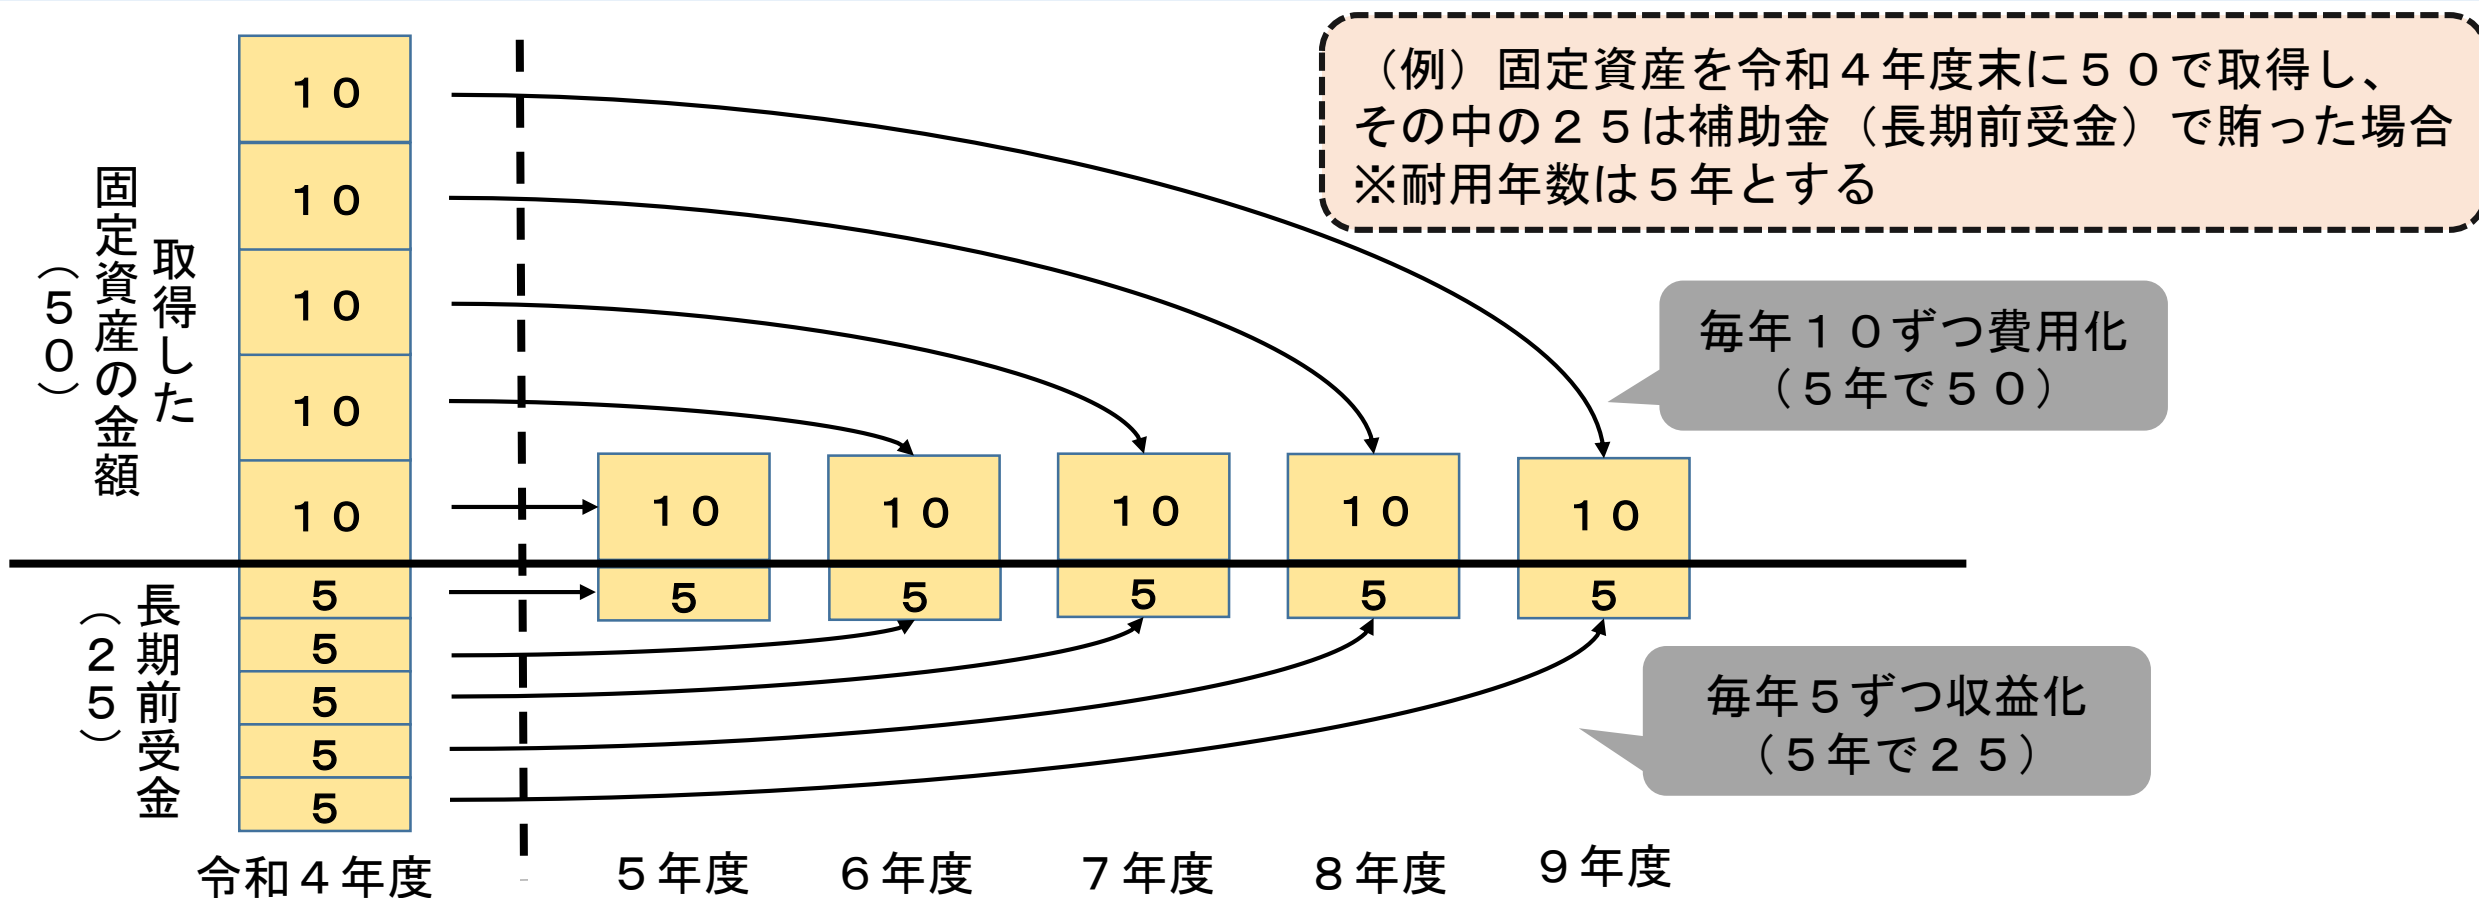 （例）固定資産を令和４年度末に５０で取得し、
その中の２５は補助金（長期前受金）で賄った場合
※耐用年数は５年とする
取得した
固定資産の金額
（５０）
１０
１０
１０
１０
１０
毎年１０ずつ費用化
（５年で５０）
１０
１０
１０
１０
１０
長期前受金
（２５）
５
５
５
５
５
５
５
５
５
５
毎年５ずつ収益化
（５年で２５）
令和４年度
５年度
６年度
７年度
８年度
９年度